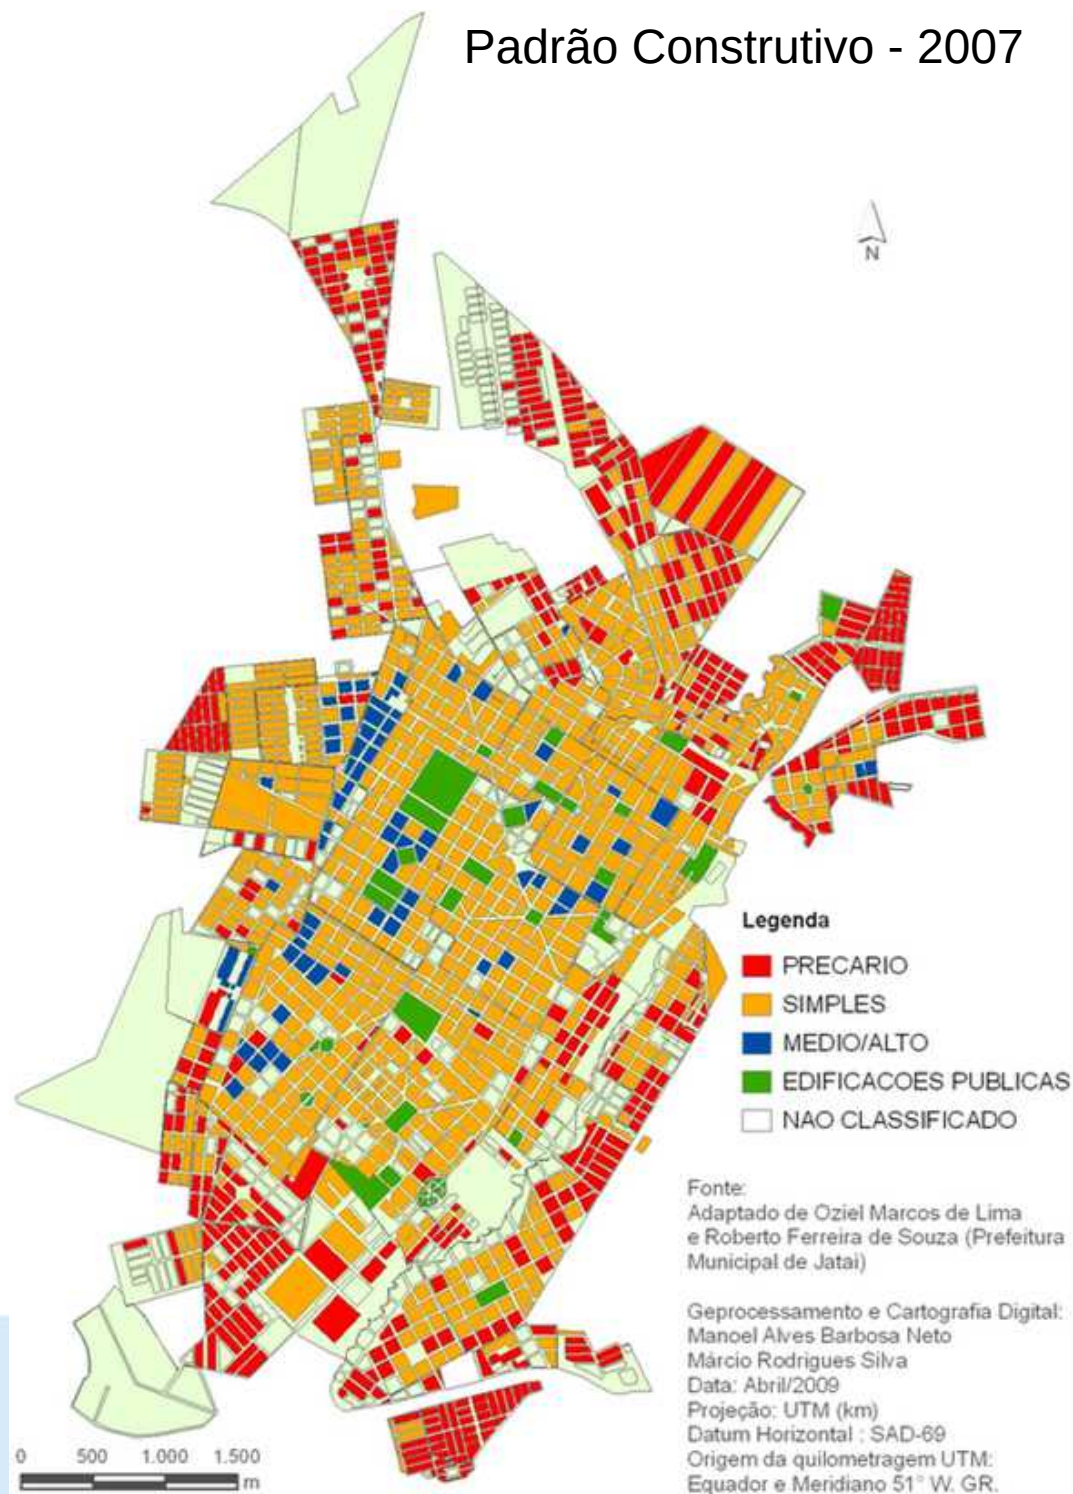 Padrão Construtivo - 2007
N
Legenda
PRECARIO
SIMPLES
MEDIO/ALTO
EDIFICACOES PUBLICAS
NAO CLASSIFICADO
Fonte:
Adaptado de Oziel Marcos de Lima
e Roberto Ferreira de Souza (Prefeitura
Municipal de Jatai)
Geprocessamento e Cartografia Digital:
Manoel Alves Barbosa Neto
Márcio Rodrigues Silva
Data: Abril/2009
Projeção: UTM (km)
Datum Horizontal : SAD-69
Origem da quilometragem UTM:
Equador e Meridiano 51° W. GR.
0 500 1.000 1.500
m